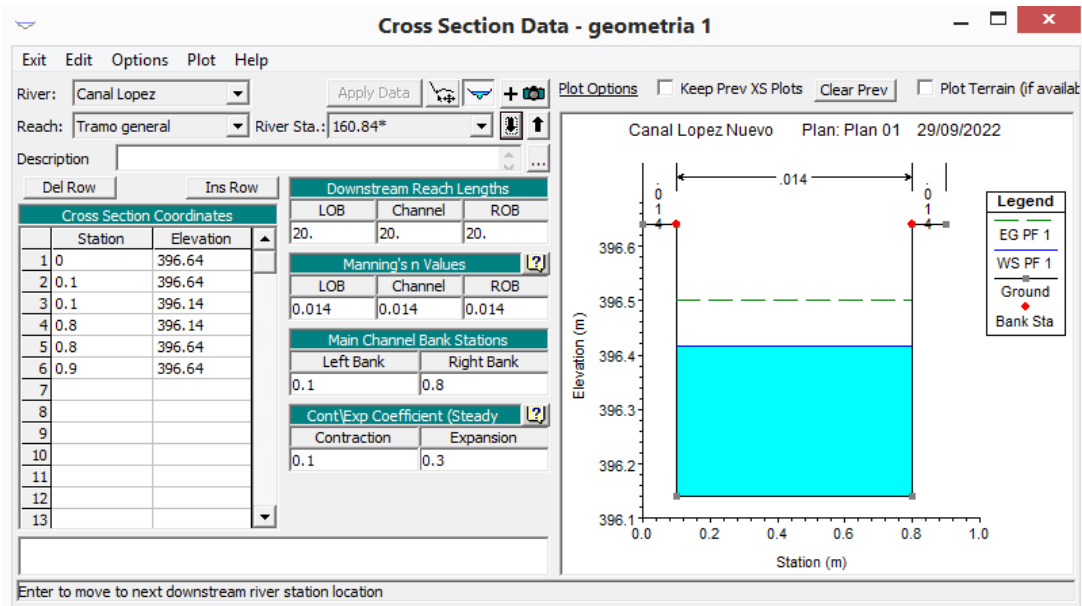 Cross Section Data - geometria 1
Exit Edit Options Plot Help
River: Canal Lopez
Apply Data
Plot Options Keep Prev XS Plots Clear Prev Plot Terrain (if availab
Reach: Tramo general River Sta.: 160.84*
Description ...
Del Row Ins Row
Cross Section Coordinates
Station Elevation
1 0 396.64
2 0.1 396.64
3 0.1 396.14
4 0.8 396.14
5 0.8 396.64
6 0.9 396.64
7
8
9
10
11
12
13
Downstream Reach Lengths
LOB Channel ROB
20. 20. 20.
Manning's n Values
LOB Channel ROB
0.014 0.014 0.014
Main Channel Bank Stations
Left Bank Right Bank
0.1 0.8
Cont\Exp Coefficient (Steady
Contraction Expansion
0.1 0.3
Canal Lopez Nuevo Plan: Plan 01 29/09/2022
.014 .014 .014
396.6
396.5
396.4
396.3
396.2
396.1
Elevation (m)
0.0 0.2 0.4 0.6 0.8 1.0
Station (m)
Legend
EG PF 1
WS PF 1
Ground
Bank Sta
Enter to move to next downstream river station location